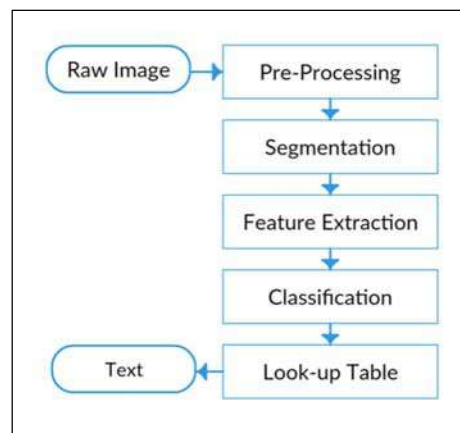 Raw Image
Pre-Processing
Segmentation
Feature Extraction
Classification
Look-up Table
Text